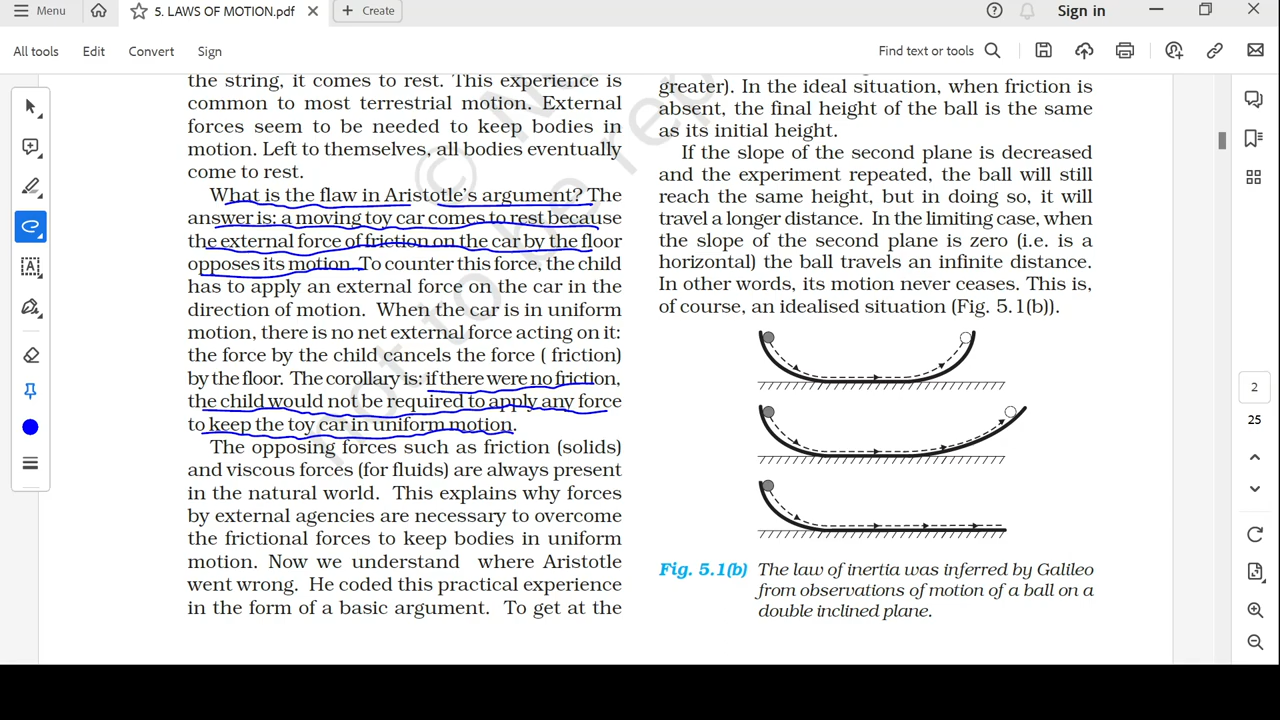 Menu
5. LAWS OF MOTION.pdf
Create
Sign in
All tools
Edit
Convert
Sign
Find text or tools
the string, it comes to rest. This experience is
common to most terrestrial motion. External
forces seem to be needed to keep bodies in
motion. Left to themselves, all bodies eventually
come to rest.
What is the flaw in Aristotle's argument? The
answer is: a moving toy car comes to rest because
the external force of friction on the car by the floor
opposes its motion. To counter this force, the child
has to apply an external force on the car in the
direction of motion. When the car is in uniform
motion, there is no net external force acting on it:
the force by the child cancels the force ( friction)
by the floor. The corollary is: if there were no friction,
the child would not be required to apply any force
to keep the toy car in uniform motion.
The opposing forces such as friction (solids)
and viscous forces (for fluids) are always present
in the natural world. This explains why forces
by external agencies are necessary to overcome
the frictional forces to keep bodies in uniform
motion. Now we understand where Aristotle
went wrong. He coded this practical experience
in the form of a basic argument. To get at the
greater). In the ideal situation, when friction is
absent, the final height of the ball is the same
as its initial height.
If the slope of the second plane is decreased
and the experiment repeated, the ball will still
reach the same height, but in doing so, it will
travel a longer distance. In the limiting case, when
the slope of the second plane is zero (i.e. is a
horizontal) the ball travels an infinite distance.
In other words, its motion never ceases. This is,
of course, an idealised situation (Fig. 5.1(b)).
Fig. 5.1(b) The law of inertia was inferred by Galileo
from observations of motion of a ball on a
double inclined plane.
2
25
© N
not to be rep